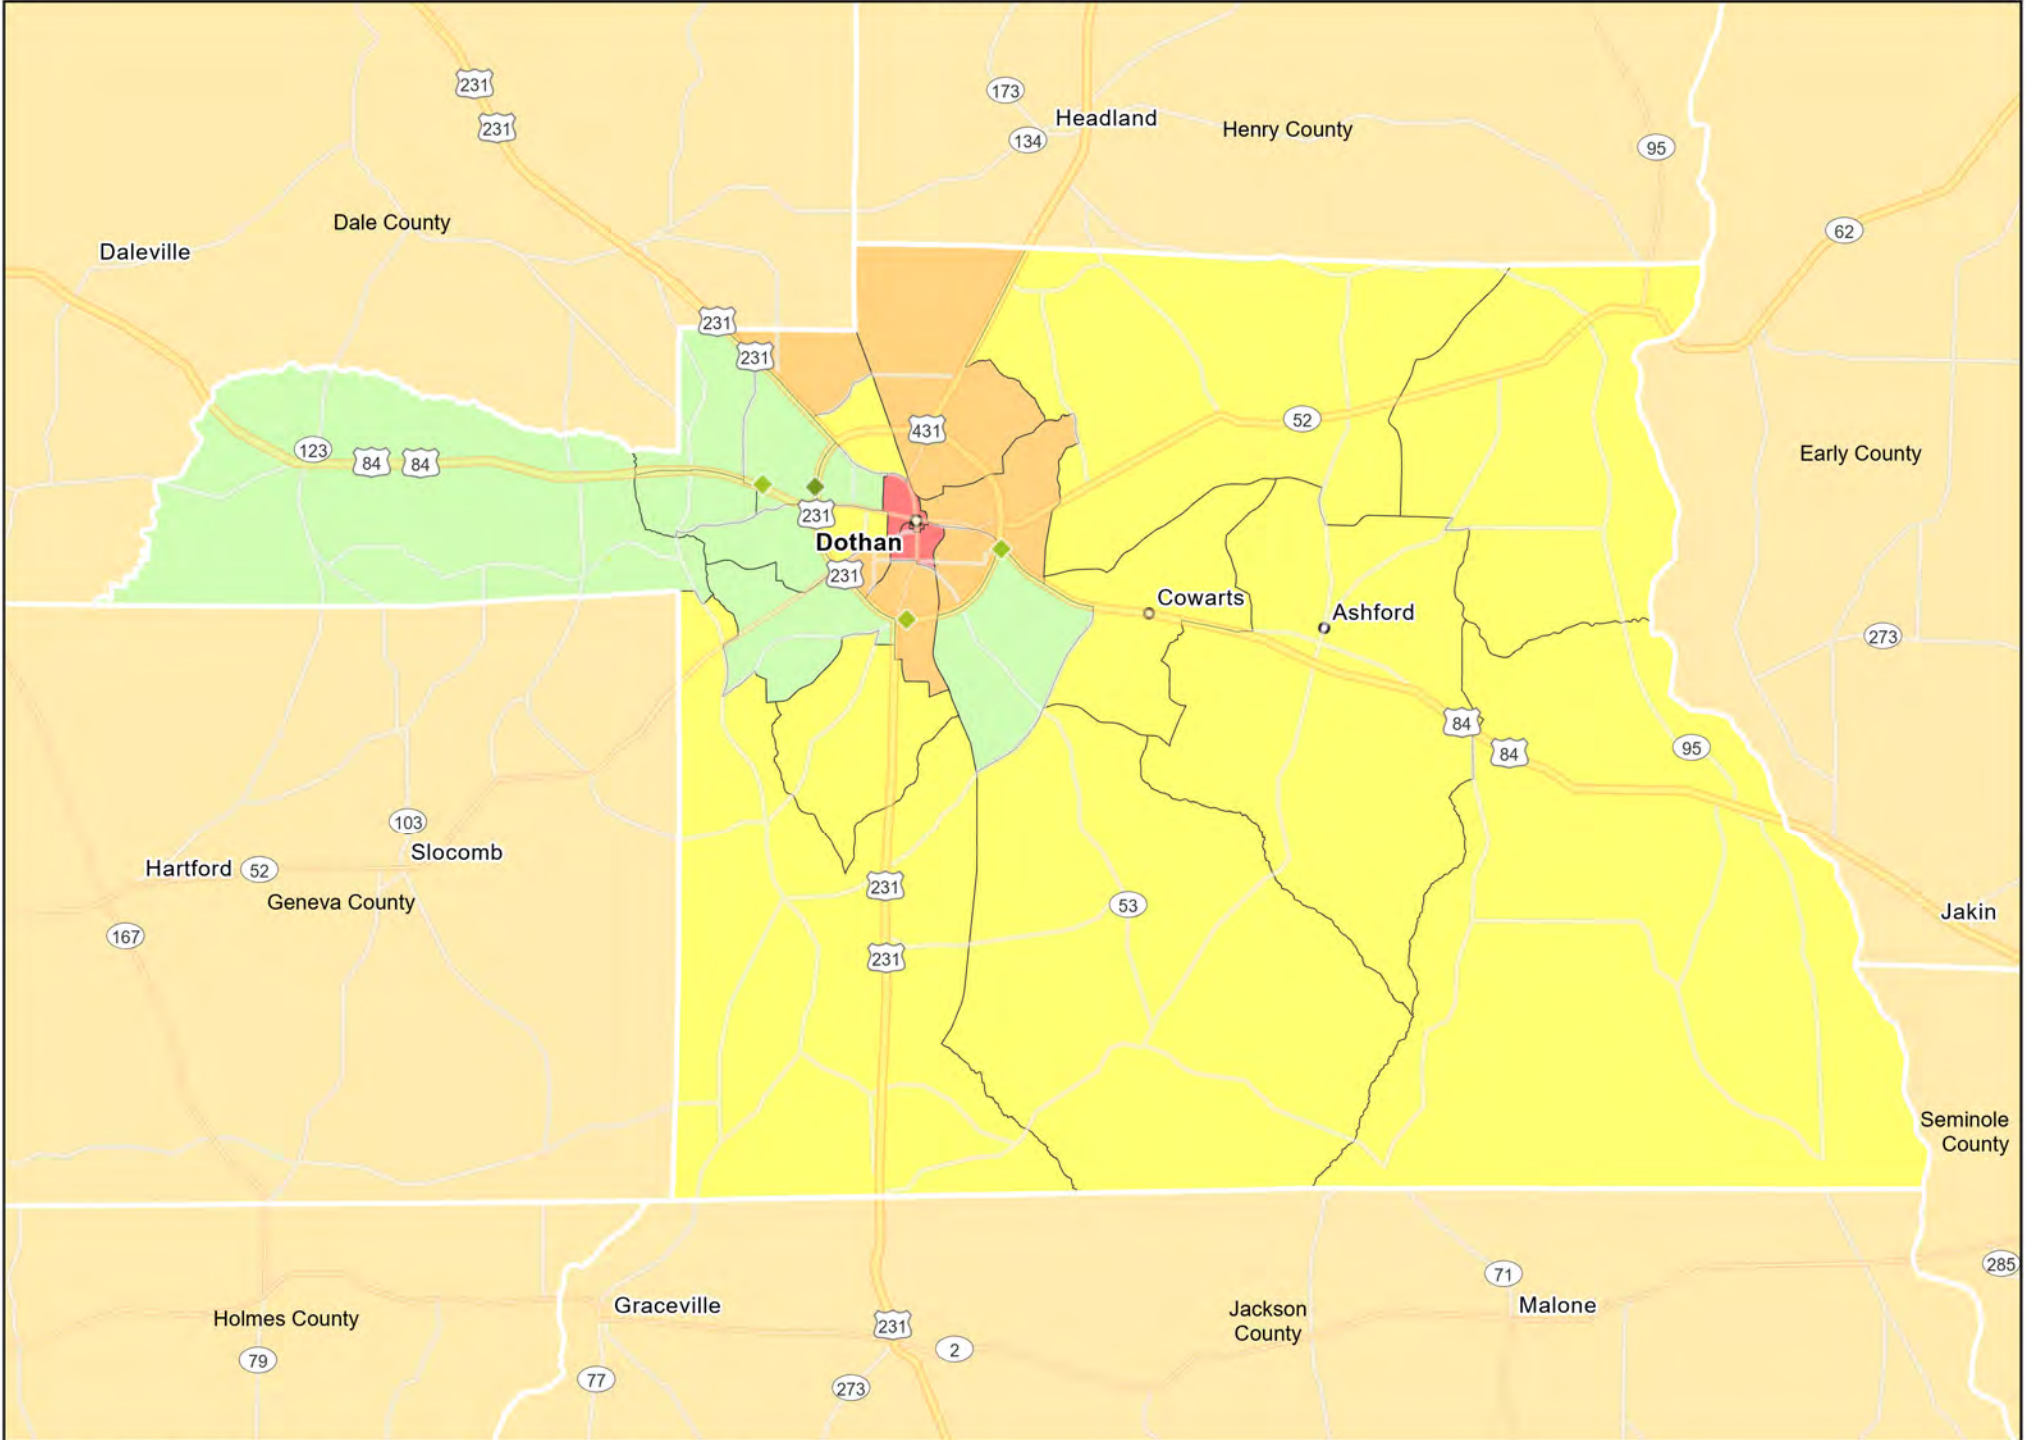 231
173
Headland
231
Henry County
134
95
Dale County
62
Daleville
231
231
52
431
123
84
84
Early County
231
Dothan
231
Cowarts
Ashford
273
84
95
84
103
Slocomb
Hartford
52
231
Geneva County
53
Jakin
167
231
Seminole
County
285
71
Graceville
Malone
Jackson
County
Holmes County
231
2
79
77
273